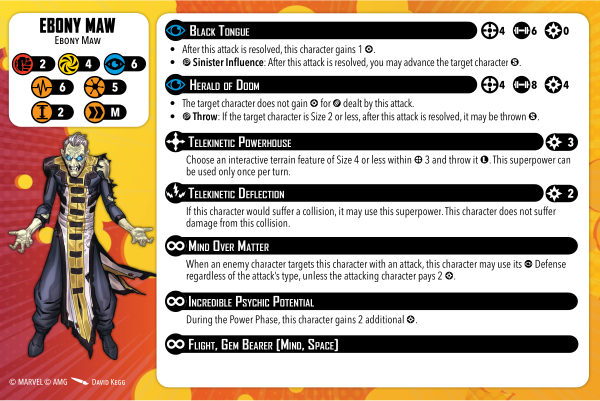 EBONY MAW
EBONY MAW
2 4 6
6 5
2 M
© MARVEL © AMG DAVID KEGG
BLACK TONGUE 4 6 0
• After this attack is resolved, this character gains 1 .
• Sinister Influence: After this attack is resolved, you may advance the target character S.
HERALD OF DOOM 4 8 4
• The target character does not gain for dealt by this attack.
• Throw: If the target character is Size 2 or less, after this attack is resolved, it may be thrown S.
TELEKINETIC POWERHOUSE 3
Choose an interactive terrain feature of Size 4 or less within 3 and throw it L. This superpower can
be used only once per turn.
TELEKINETIC DEFLECTION 2
If this character would suffer a collision, it may use this superpower. This character does not suffer
damage from this collision.
MIND OVER MATTER
When an enemy character targets this character with an attack, this character may use its Defense
regardless of the attack's type, unless the attacking character pays 2 .
INCREDIBLE PSYCHIC POTENTIAL
During the Power Phase, this character gains 2 additional .
FLIGHT, GEM BEARER [MIND, SPACE]